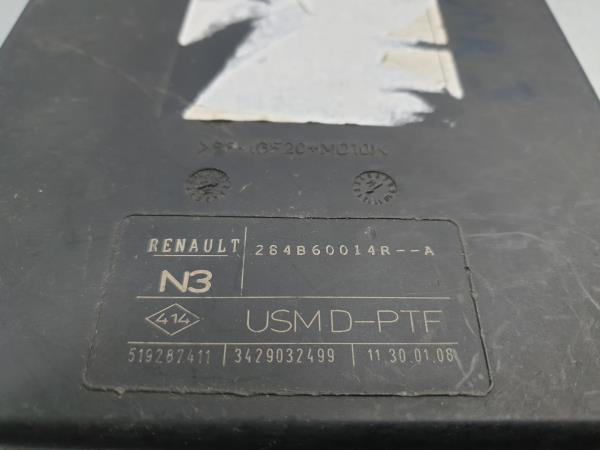 RENAULT 284B60014R--A
N3
414 USM D-PTF
519287411 3429032499 11.30.01.08